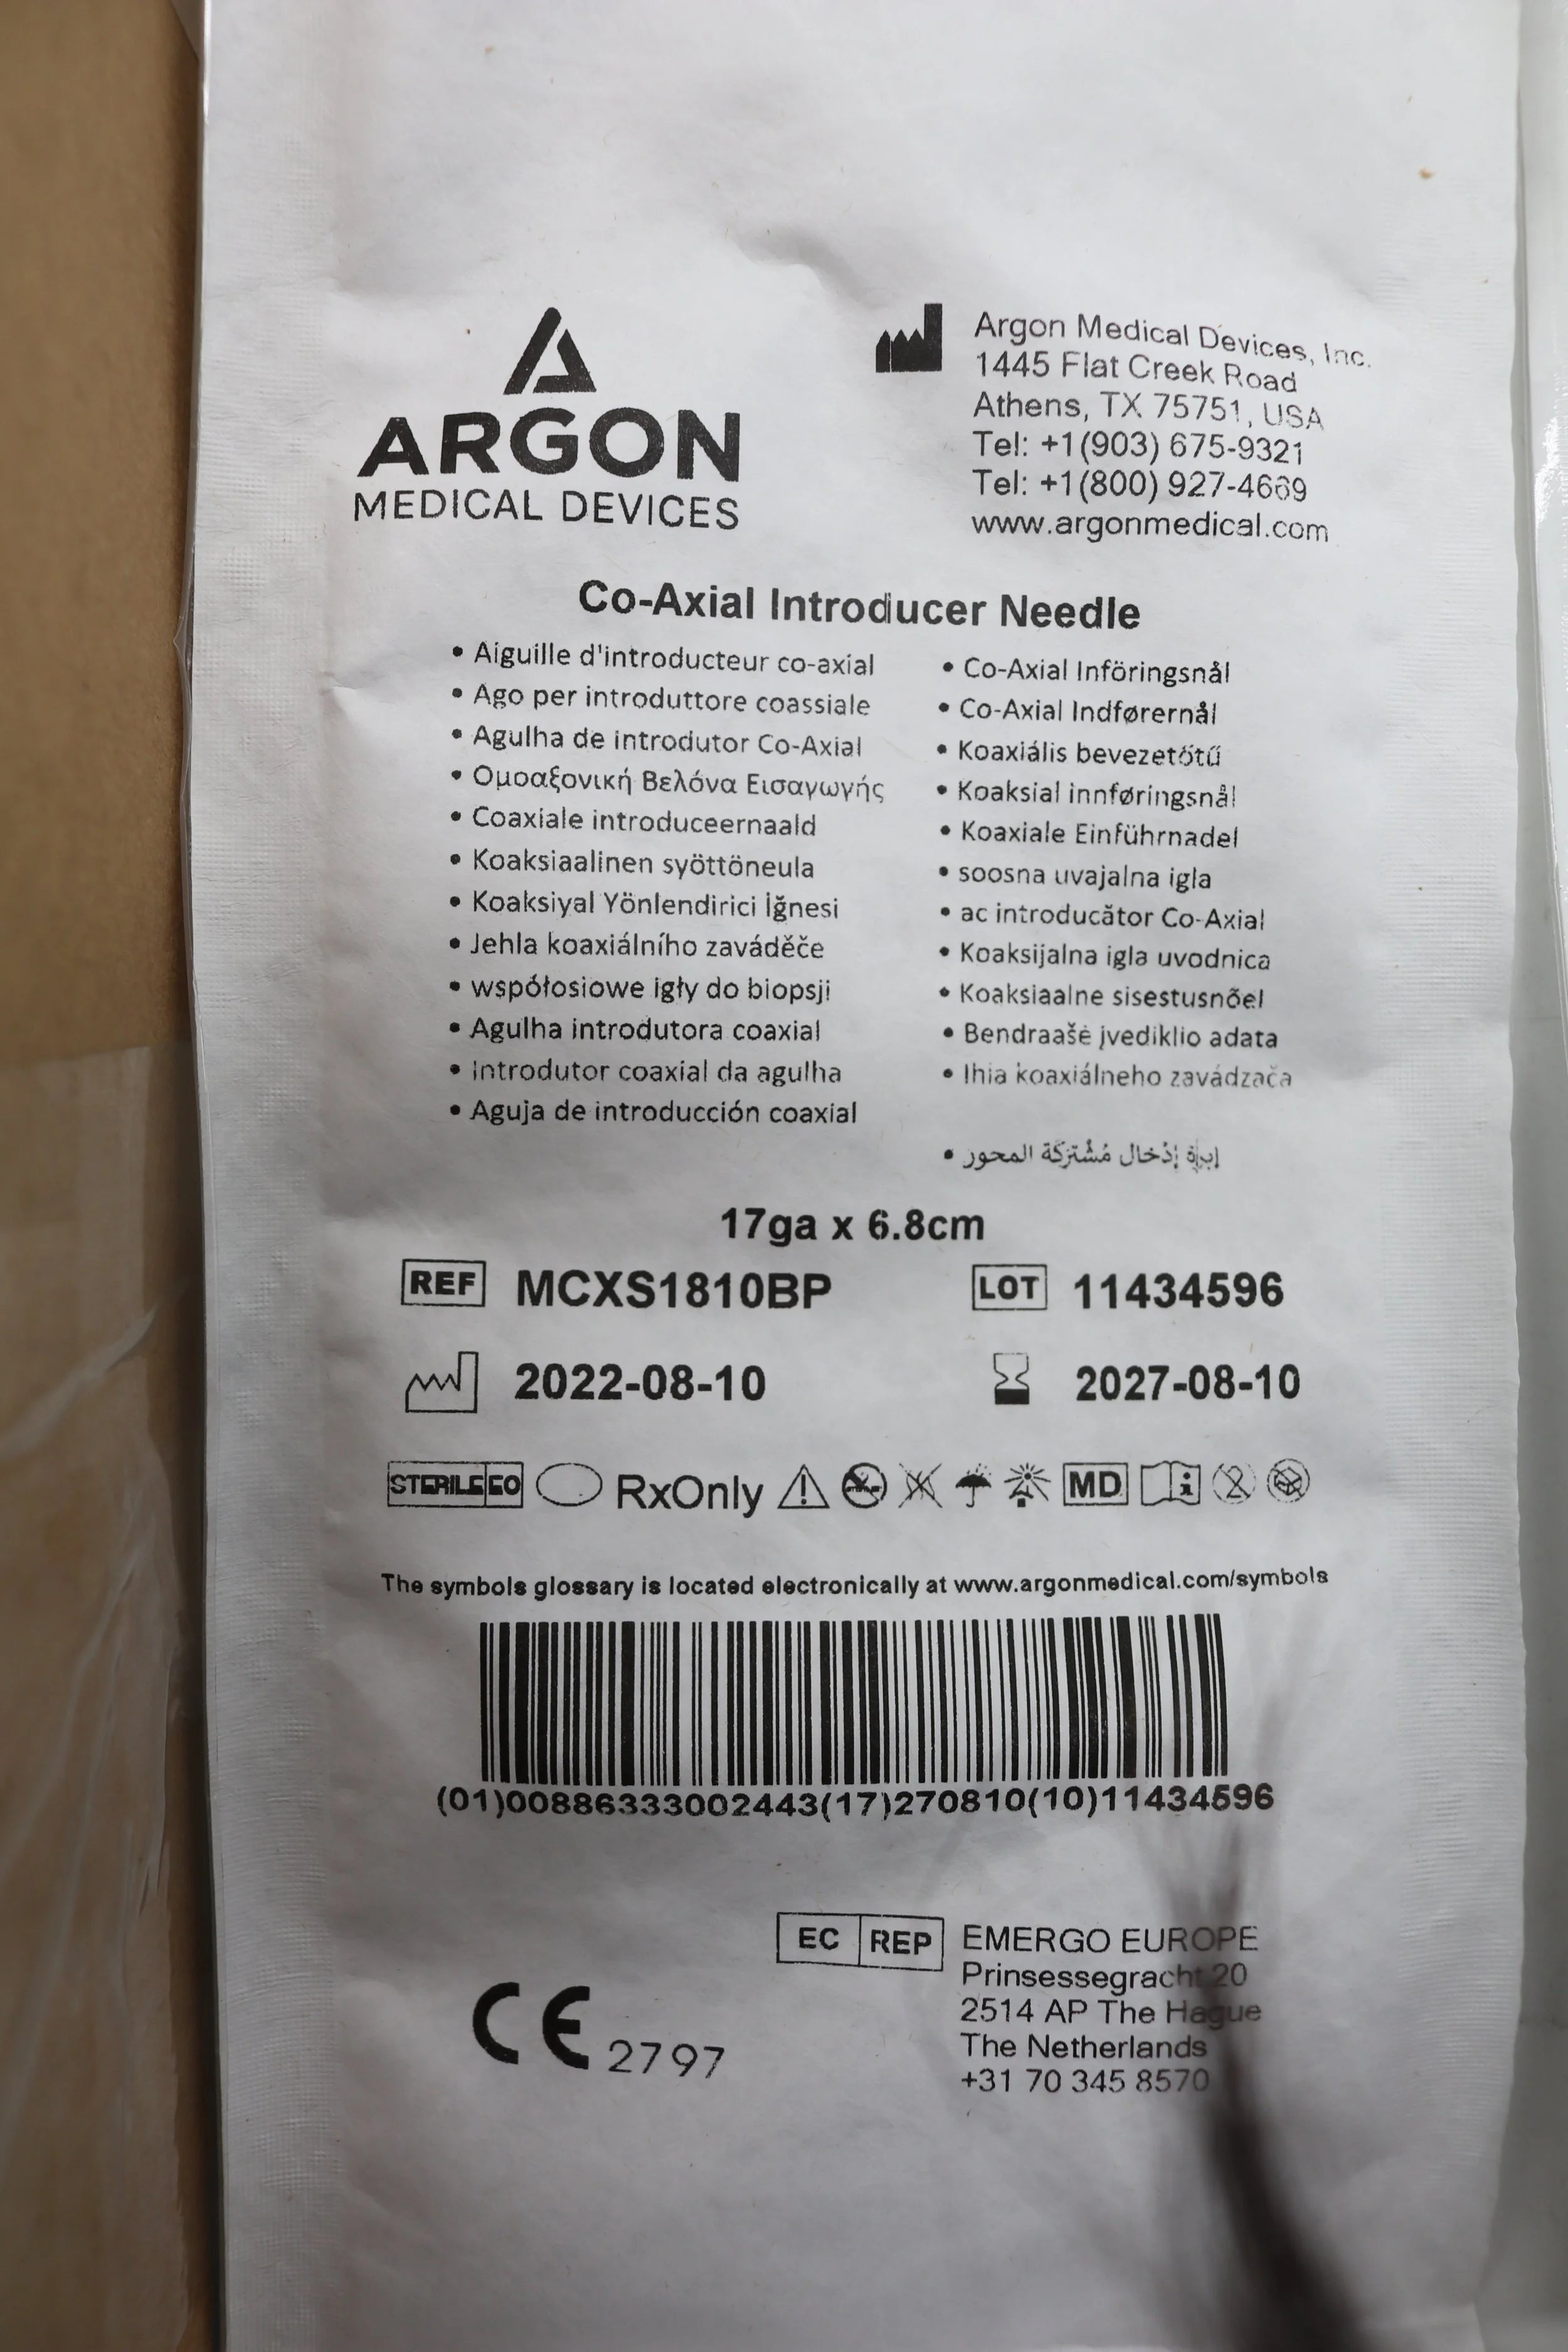 ARGON
MEDICAL DEVICES
Argon Medical Devices, Inc.
1445 Flat Creek Road
Athens, TX 75751, USA
Tel: +1(903) 675-9321
Tel: +1(800) 927-4669
www.argonmedical.com
Co-Axial Introducer Needle
• Aiguille d'introducteur co-axial
• Ago per introduttore coassiale
• Agulha de introdutor Co-Axial
• Ομοαξονική Βελόνα Εισαγωγής
• Coaxiale introduceernaald
• Koaksiaalinen syöttöneula
• Koaksiyal Yönlendirici İğnesi
• Jehla koaxiálního zaváděče
• współosiowe igły do biopsji
• Agulha introdutora coaxial
• Introdutor coaxial da agulha
• Aguja de introducción coaxial
• Co-Axial Införingsnål
• Co-Axial Indførernål
• Koaxiális bevezetőtű
• Koaksial innføringsnål
• Koaxiale Einführnadel
• soosna uvajalna igla
• ac introducător Co-Axial
• Koaksijalna igla uvodnica
• Koaksiaalne sisestusnõel
• Bendraašė įvediklio adata
• Ihia koaxiálneho zavádzača
• إبرة إدْخال مُشْتَرَكَة المحور
17ga x 6.8cm
REF MCXS1810BP LOT 11434596
2022-08-10 2027-08-10
STERILE EO RxOnly MD
The symbols glossary is located electronically at www.argonmedical.com/symbols
(01)00886333002443(17)270810(10)11434596
EC REP EMERGO EUROPE
Prinsessegracht 20
2514 AP The Hague
The Netherlands
+31 70 345 8570
CE 2797